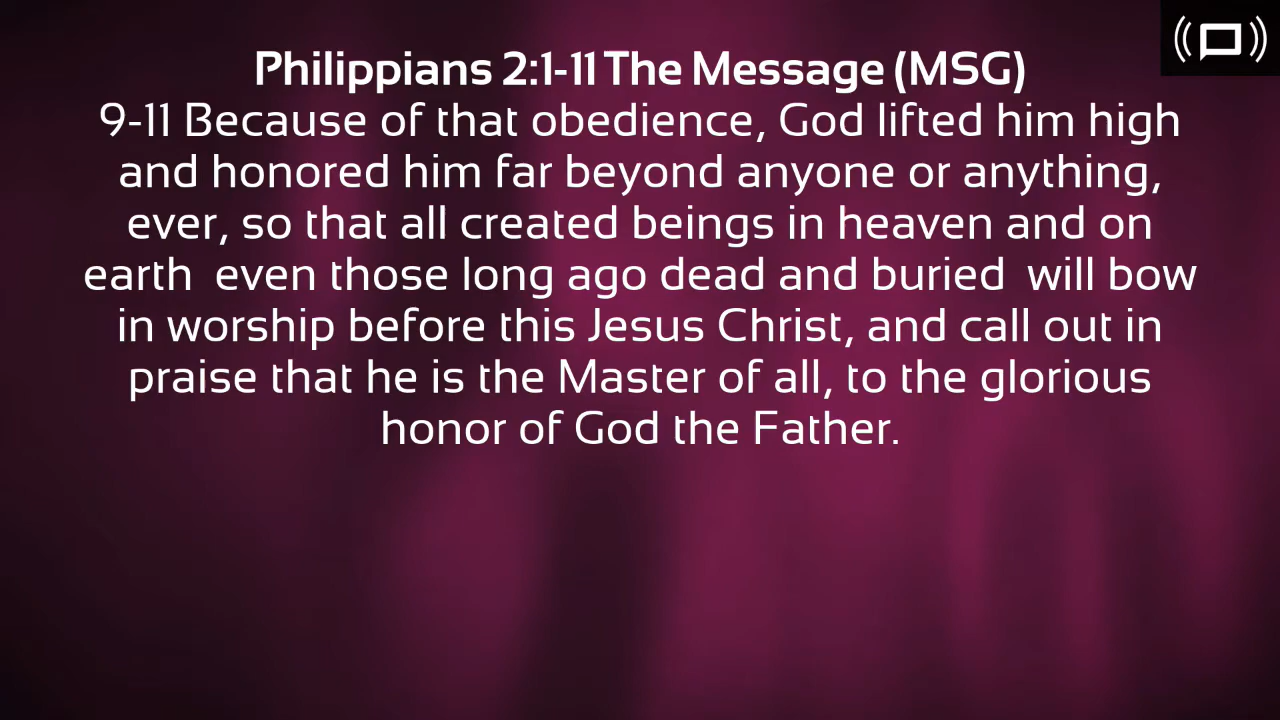 Philippians 2:1-11 The Message (MSG)
9-11 Because of that obedience, God lifted him high
and honored him far beyond anyone or anything,
ever, so that all created beings in heaven and on
earth  even those long ago dead and buried  will bow
in worship before this Jesus Christ, and call out in
praise that he is the Master of all, to the glorious
honor of God the Father.